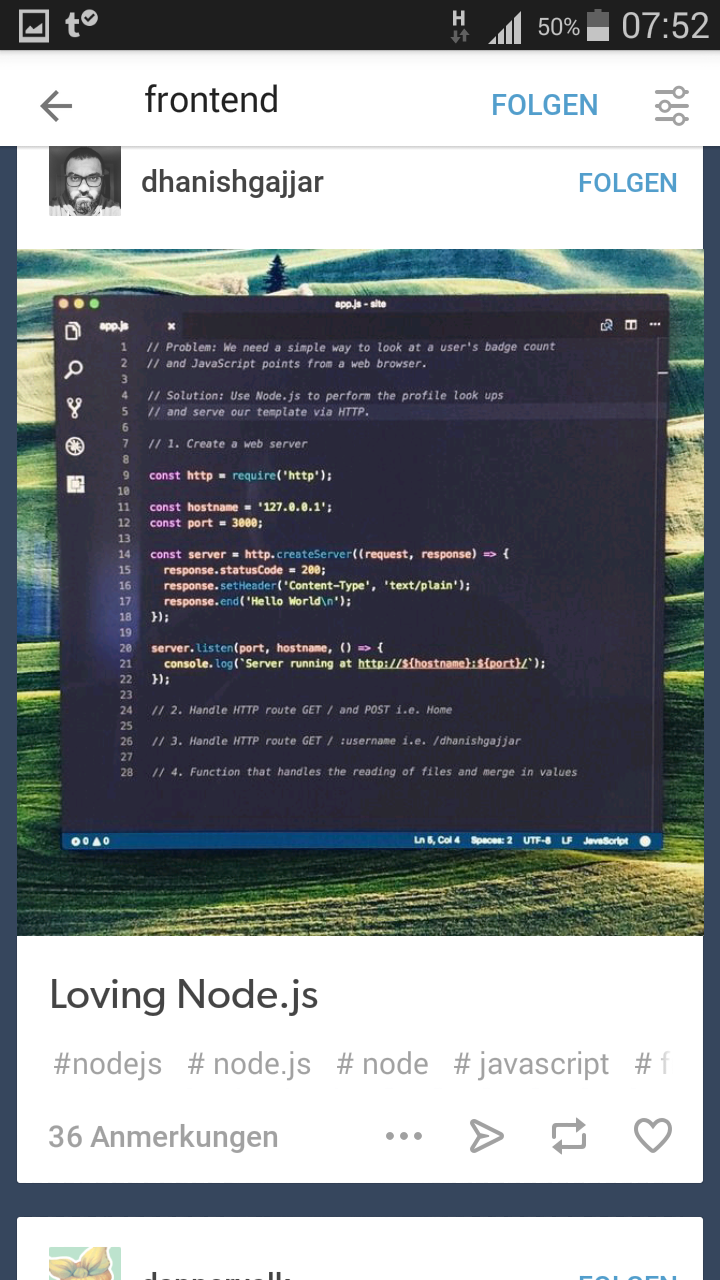 H 50% 07:52
frontend FOLGEN
dhanishgajjar FOLGEN
app.js - site
app.js
1 // Problem: We need a simple way to look at a user's badge count
2 // and JavaScript points from a web browser.
3
4 // Solution: Use Node.js to perform the profile look ups
5 // and serve our template via HTTP.
6
7 // 1. Create a web server
8
9 const http = require('http');
10
11 const hostname = '127.0.0.1';
12 const port = 3000;
13
14 const server = http.createServer((request, response) => {
15 response.statusCode = 200;
16 response.setHeader('Content-Type', 'text/plain');
17 response.end('Hello World\n');
18 });
19
20 server.listen(port, hostname, () => {
21 console.log(`Server running at http://${hostname}:${port}/`);
22 });
23
24 // 2. Handle HTTP route GET / and POST i.e. Home
25
26 // 3. Handle HTTP route GET / :username i.e. /dhanishgajjar
27
28 // 4. Function that handles the reading of files and merge in values
0 0 Ln 5, Col 4 Spaces: 2 UTF-8 LF JavaScript
Loving Node.js
#nodejs # node.js # node # javascript # f
36 Anmerkungen
FOLGEN